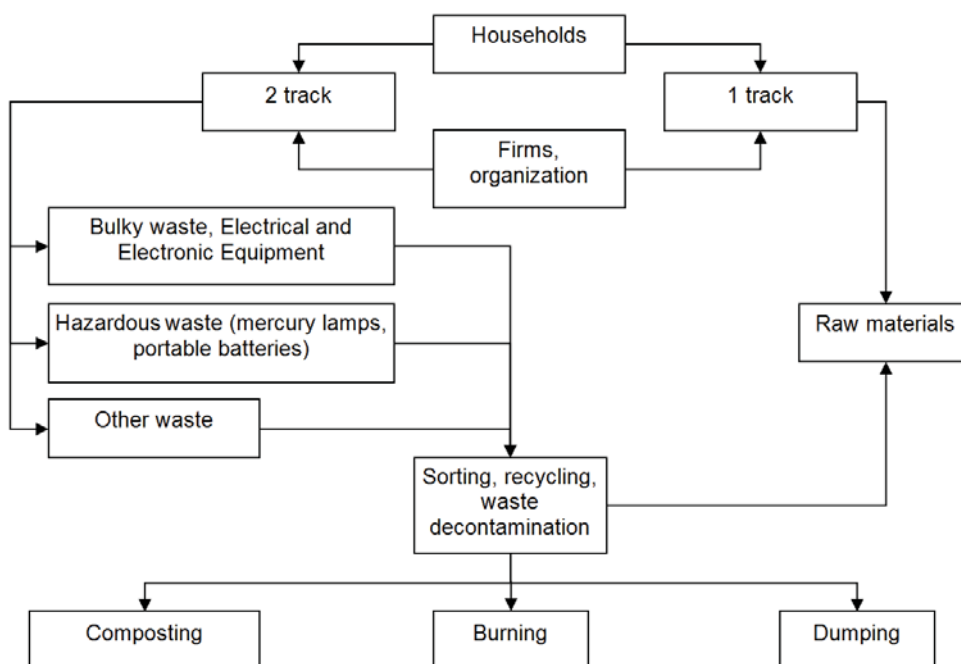 Households
2 track
1 track
Firms,
organization
Bulky waste, Electrical and
Electronic Equipment
Hazardous waste (mercury lamps,
portable batteries)
Raw materials
Other waste
Sorting, recycling,
waste
decontamination
Composting
Burning
Dumping